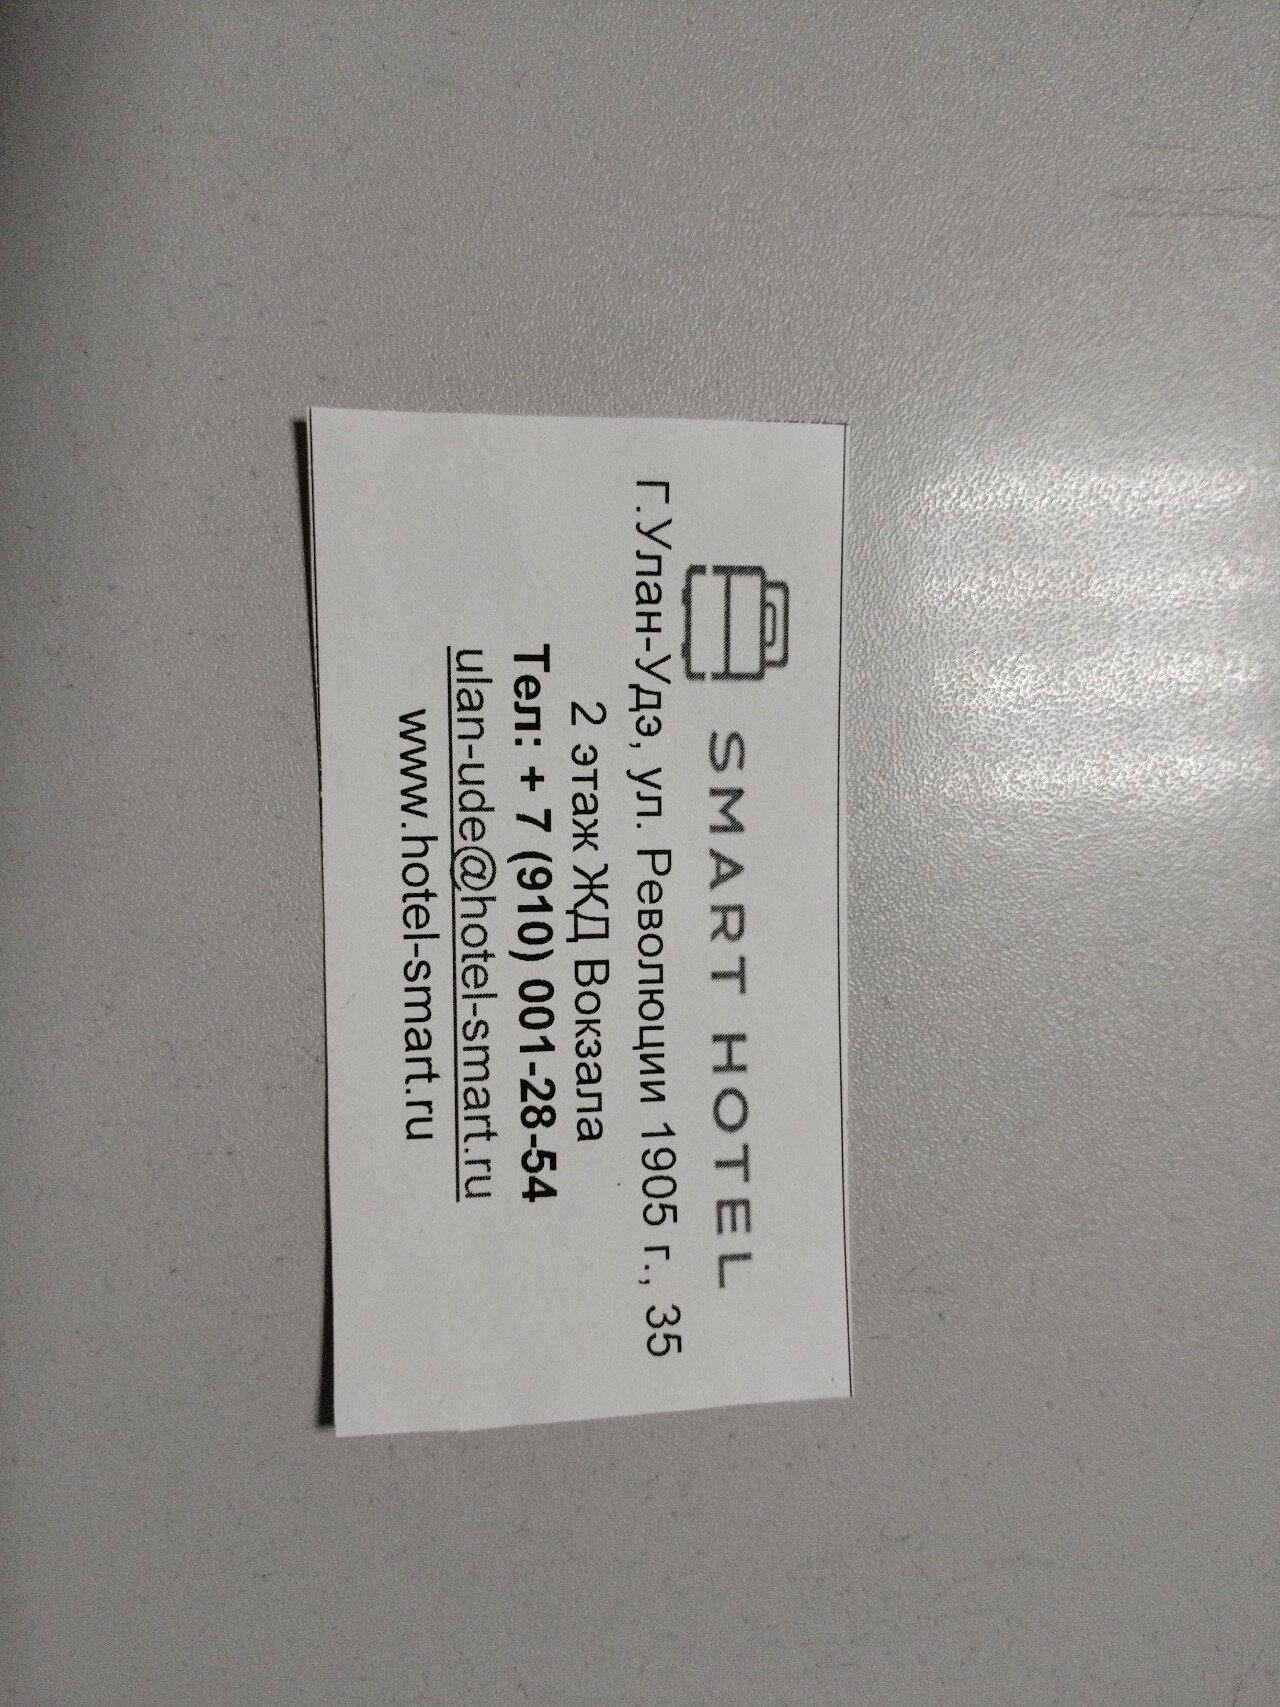 SMART HOTEL
г.Улан-Удэ, ул. Революции 1905 г., 35
2 этаж ЖД Вокзала
Тел: + 7 (910) 001-28-54
ulan-ude@hotel-smart.ru
www.hotel-smart.ru